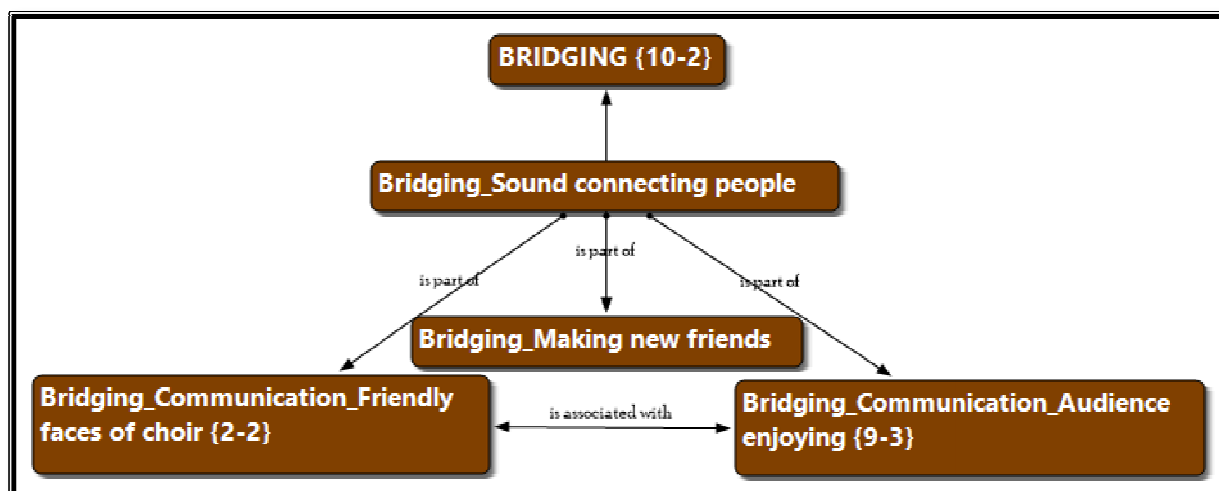 BRIDGING {10-2}
Bridging_Sound connecting people
is part of
is part of
is part of
Bridging_Making new friends
Bridging_Communication_Friendly
faces of choir {2-2}
is associated with
Bridging_Communication_Audience
enjoying {9-3}